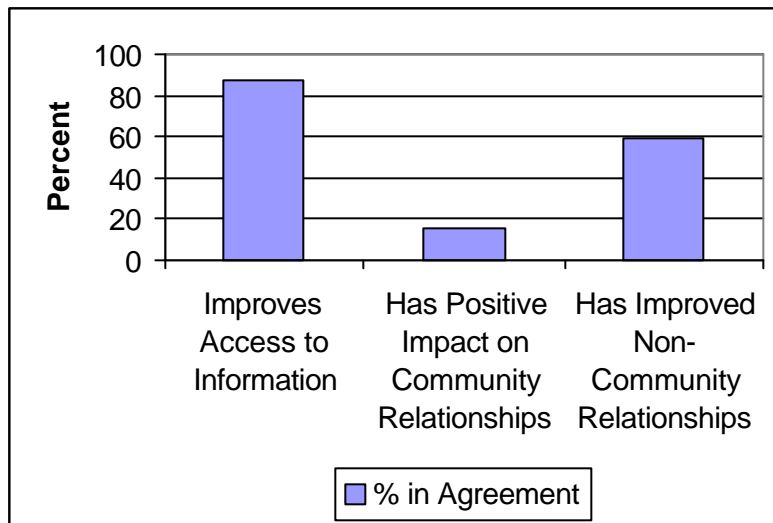 Percent
100
80
60
40
20
0
Improves
Access to
Information
Has Positive
Impact on
Community
Relationships
Has Improved
Non-
Community
Relationships
% in Agreement